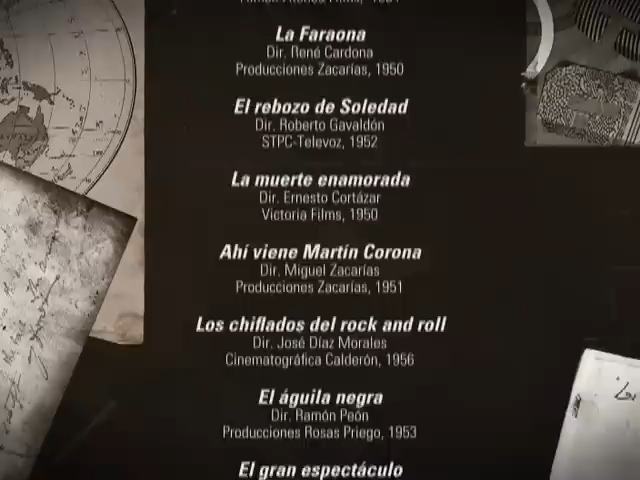 La Faraona
Dir. René Cardona
Producciones Zacarías, 1950
El rebozo de Soledad
Dir. Roberto Gavaldón
STPC-Televoz, 1952
La muerte enamorada
Dir. Ernesto Cortázar
Victoria Films, 1950
Ahí viene Martín Corona
Dir. Miguel Zacarías
Producciones Zacarías, 1951
Los chiflados del rock and roll
Dir. José Díaz Morales
Cinematográfica Calderón, 1956
El águila negra
Dir. Ramón Peón
Producciones Rosas Priego, 1953
El gran espectáculo